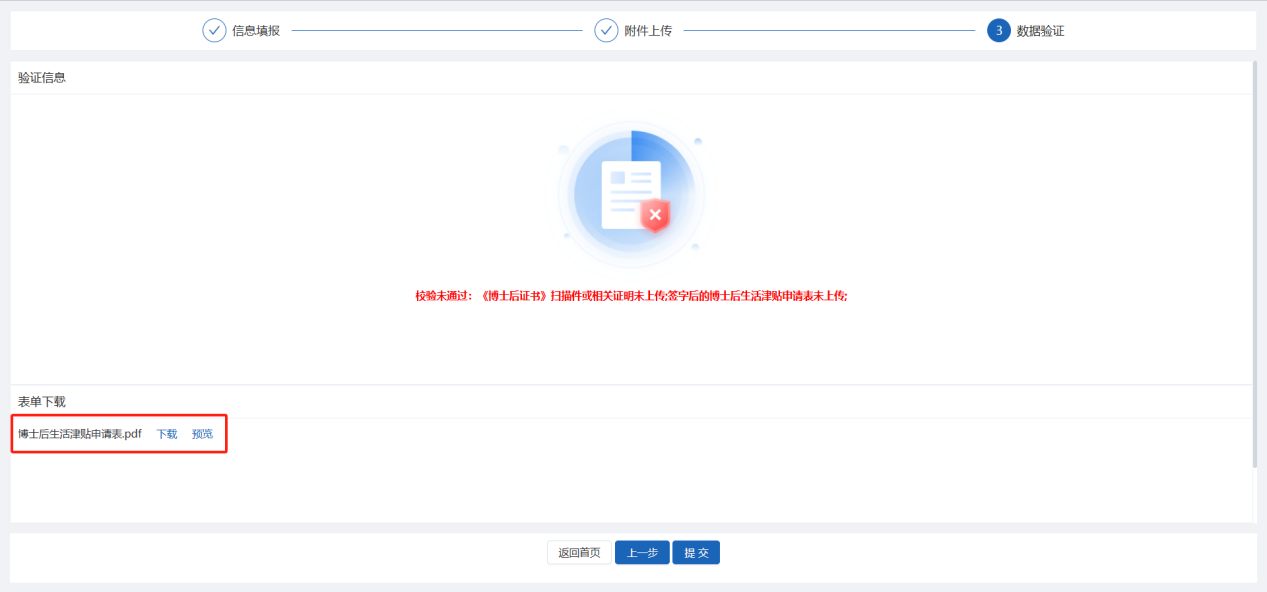 信息填报
附件上传
3 数据验证
验证信息
校验未通过：《博士后证书》扫描件或相关证明未上传;签字后的博士后生活津贴申请表未上传;
表单下载
博士后生活津贴申请表.pdf 下载 预览
返回首页 上一步 提 交